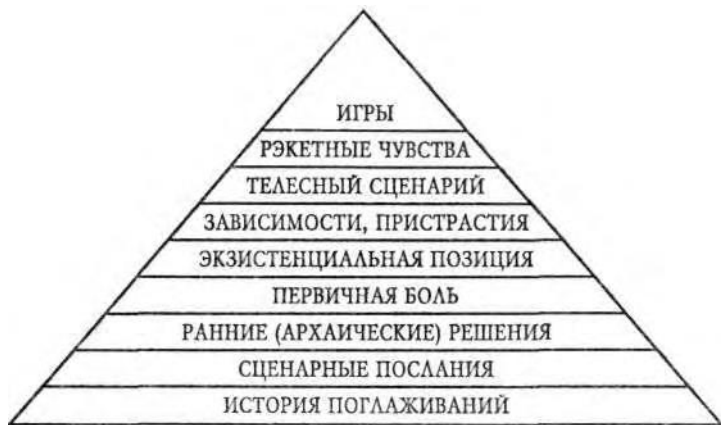 ИГРЫ
РЭКЕТНЫЕ ЧУВСТВА
ТЕЛЕСНЫЙ СЦЕНАРИЙ
ЗАВИСИМОСТИ, ПРИСТРАСТИЯ
ЭКЗИСТЕНЦИАЛЬНАЯ ПОЗИЦИЯ
ПЕРВИЧНАЯ БОЛЬ
РАННИЕ (АРХАИЧЕСКИЕ) РЕШЕНИЯ
СЦЕНАРНЫЕ ПОСЛАНИЯ
ИСТОРИЯ ПОГЛАЖИВАНИЙ